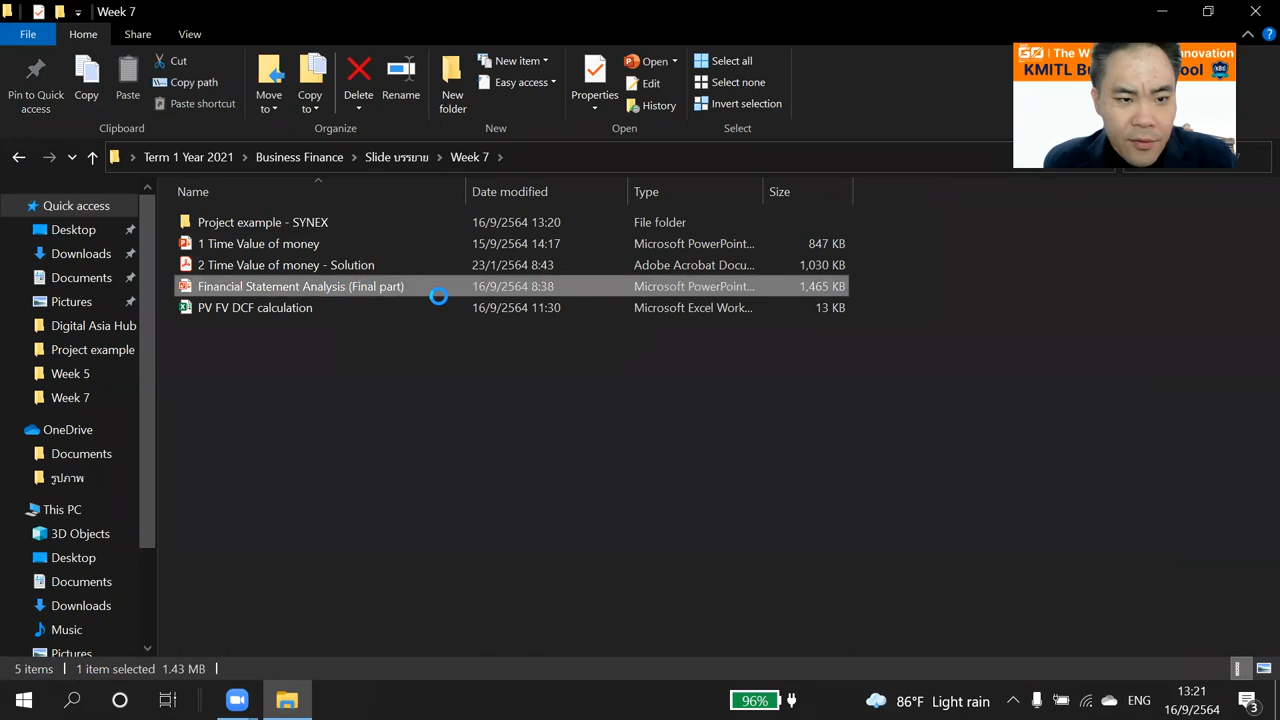 Week 7
File Home Share View
Pin to Quick access
Copy
Paste
Cut
Copy path
Paste shortcut
Clipboard
Move to
Copy to
Delete
Rename
Organize
New folder
New item
Easy access
New
Properties
Open
Edit
History
Open
Select all
Select none
Invert selection
Select
The W
nnovation
KMITL Bu
ool
KBS
Term 1 Year 2021 Business Finance Slide บรรยาย Week 7
Name Date modified Type Size
Project example - SYNEX 16/9/2564 13:20 File folder
1 Time Value of money 15/9/2564 14:17 Microsoft PowerPoint... 847 KB
2 Time Value of money - Solution 23/1/2564 8:43 Adobe Acrobat Docu... 1,030 KB
Financial Statement Analysis (Final part) 16/9/2564 8:38 Microsoft PowerPoint... 1,465 KB
PV FV DCF calculation 16/9/2564 11:30 Microsoft Excel Work... 13 KB
Quick access
Desktop
Downloads
Documents
Pictures
Digital Asia Hub
Project example
Week 5
Week 7
OneDrive
Documents
รูปภาพ
This PC
3D Objects
Desktop
Documents
Downloads
Music
Pictures
5 items 1 item selected 1.43 MB
96%
86°F Light rain
ENG
13:21
16/9/2564
3